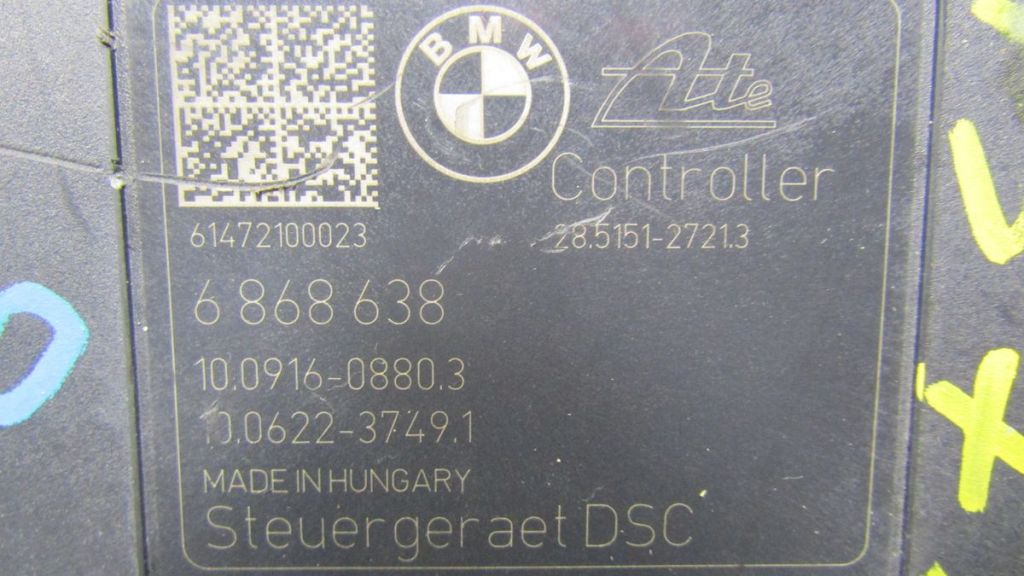 BMW
Ate
Controller
61472100023
28.5151-2721.3
6 868 638
10.0916-0880.3
10.0622-3749.1
MADE IN HUNGARY
Steuergeraet DSC